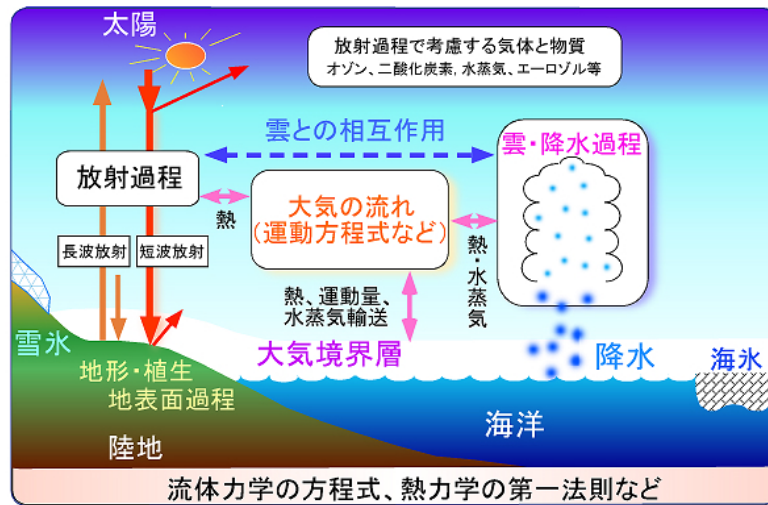 太陽
放射過程で考慮する気体と物質
オゾン、二酸化炭素, 水蒸気、エーロゾル等
雲との相互作用
雲・降水過程
放射過程
熱
大気の流れ
(運動方程式など)
熱・水蒸気
長波放射
短波放射
熱、運動量、
水蒸気輸送
雪氷
大気境界層
降水
海氷
地形・植生
地表面過程
海洋
陸地
流体力学の方程式、熱力学の第一法則など